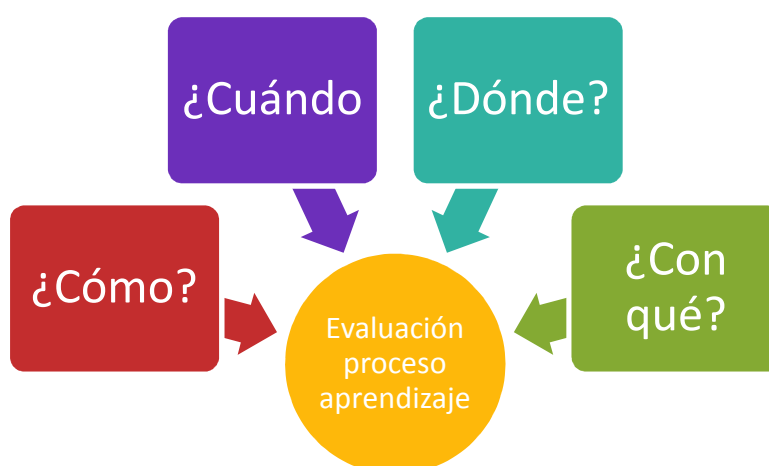 ¿Cuándo
¿Dónde?
¿Cómo?
¿Con
qué?
Evaluación
proceso
aprendizaje